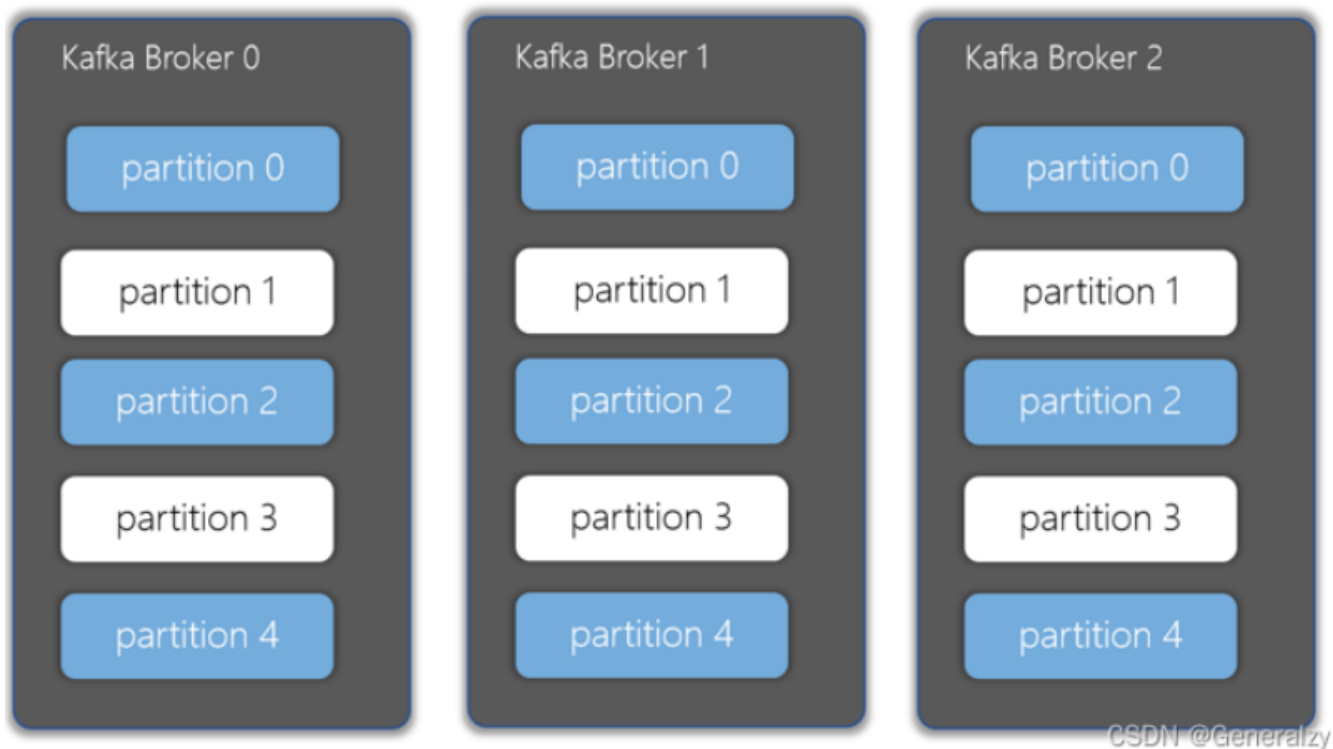 Kafka Broker 0
partition 0
partition 1
partition 2
partition 3
partition 4
Kafka Broker 1
partition 0
partition 1
partition 2
partition 3
partition 4
Kafka Broker 2
partition 0
partition 1
partition 2
partition 3
partition 4
CSDN @Generalzy